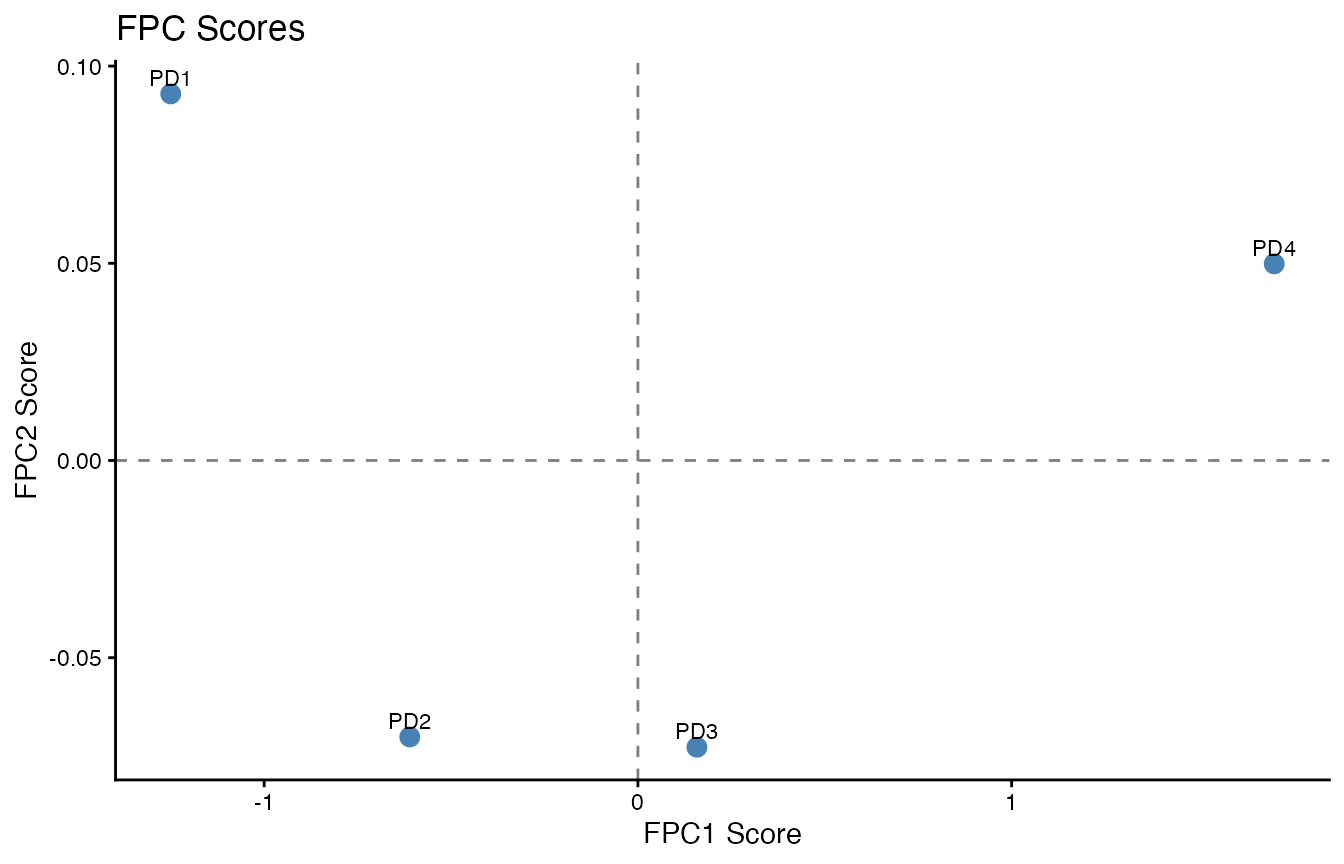 FPC Scores
0.10
0.05
0.00
-0.05
FPC2 Score
PD1
PD4
PD2
PD3
-1
0
1
FPC1 Score